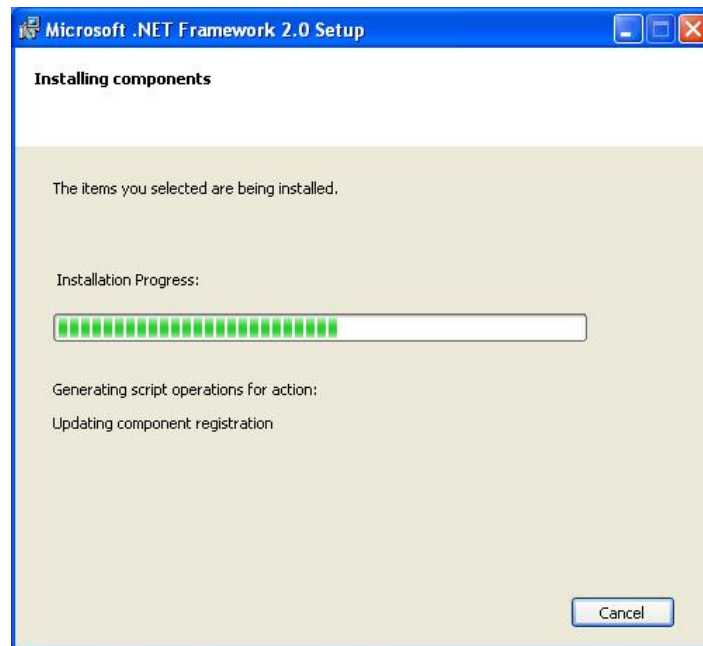 Microsoft .NET Framework 2.0 Setup
Installing components
The items you selected are being installed.
Installation Progress:
Generating script operations for action:
Updating component registration
Cancel